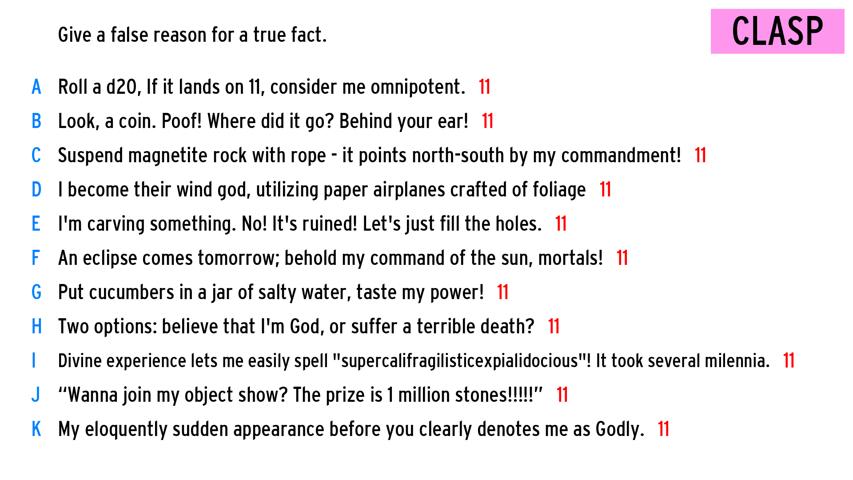 Give a false reason for a true fact.
CLASP
A Roll a d20, If it lands on 11, consider me omnipotent. 11
B Look, a coin. Poof! Where did it go? Behind your ear! 11
C Suspend magnetite rock with rope - it points north-south by my commandment! 11
D I become their wind god, utilizing paper airplanes crafted of foliage 11
E I'm carving something. No! It's ruined! Let's just fill the holes. 11
F An eclipse comes tomorrow; behold my command of the sun, mortals! 11
G Put cucumbers in a jar of salty water, taste my power! 11
H Two options: believe that I'm God, or suffer a terrible death? 11
I Divine experience lets me easily spell "supercalifragilisticexpialidocious"! It took several milennia. 11
J “Wanna join my object show? The prize is 1 million stones!!!!!” 11
K My eloquently sudden appearance before you clearly denotes me as Godly. 11